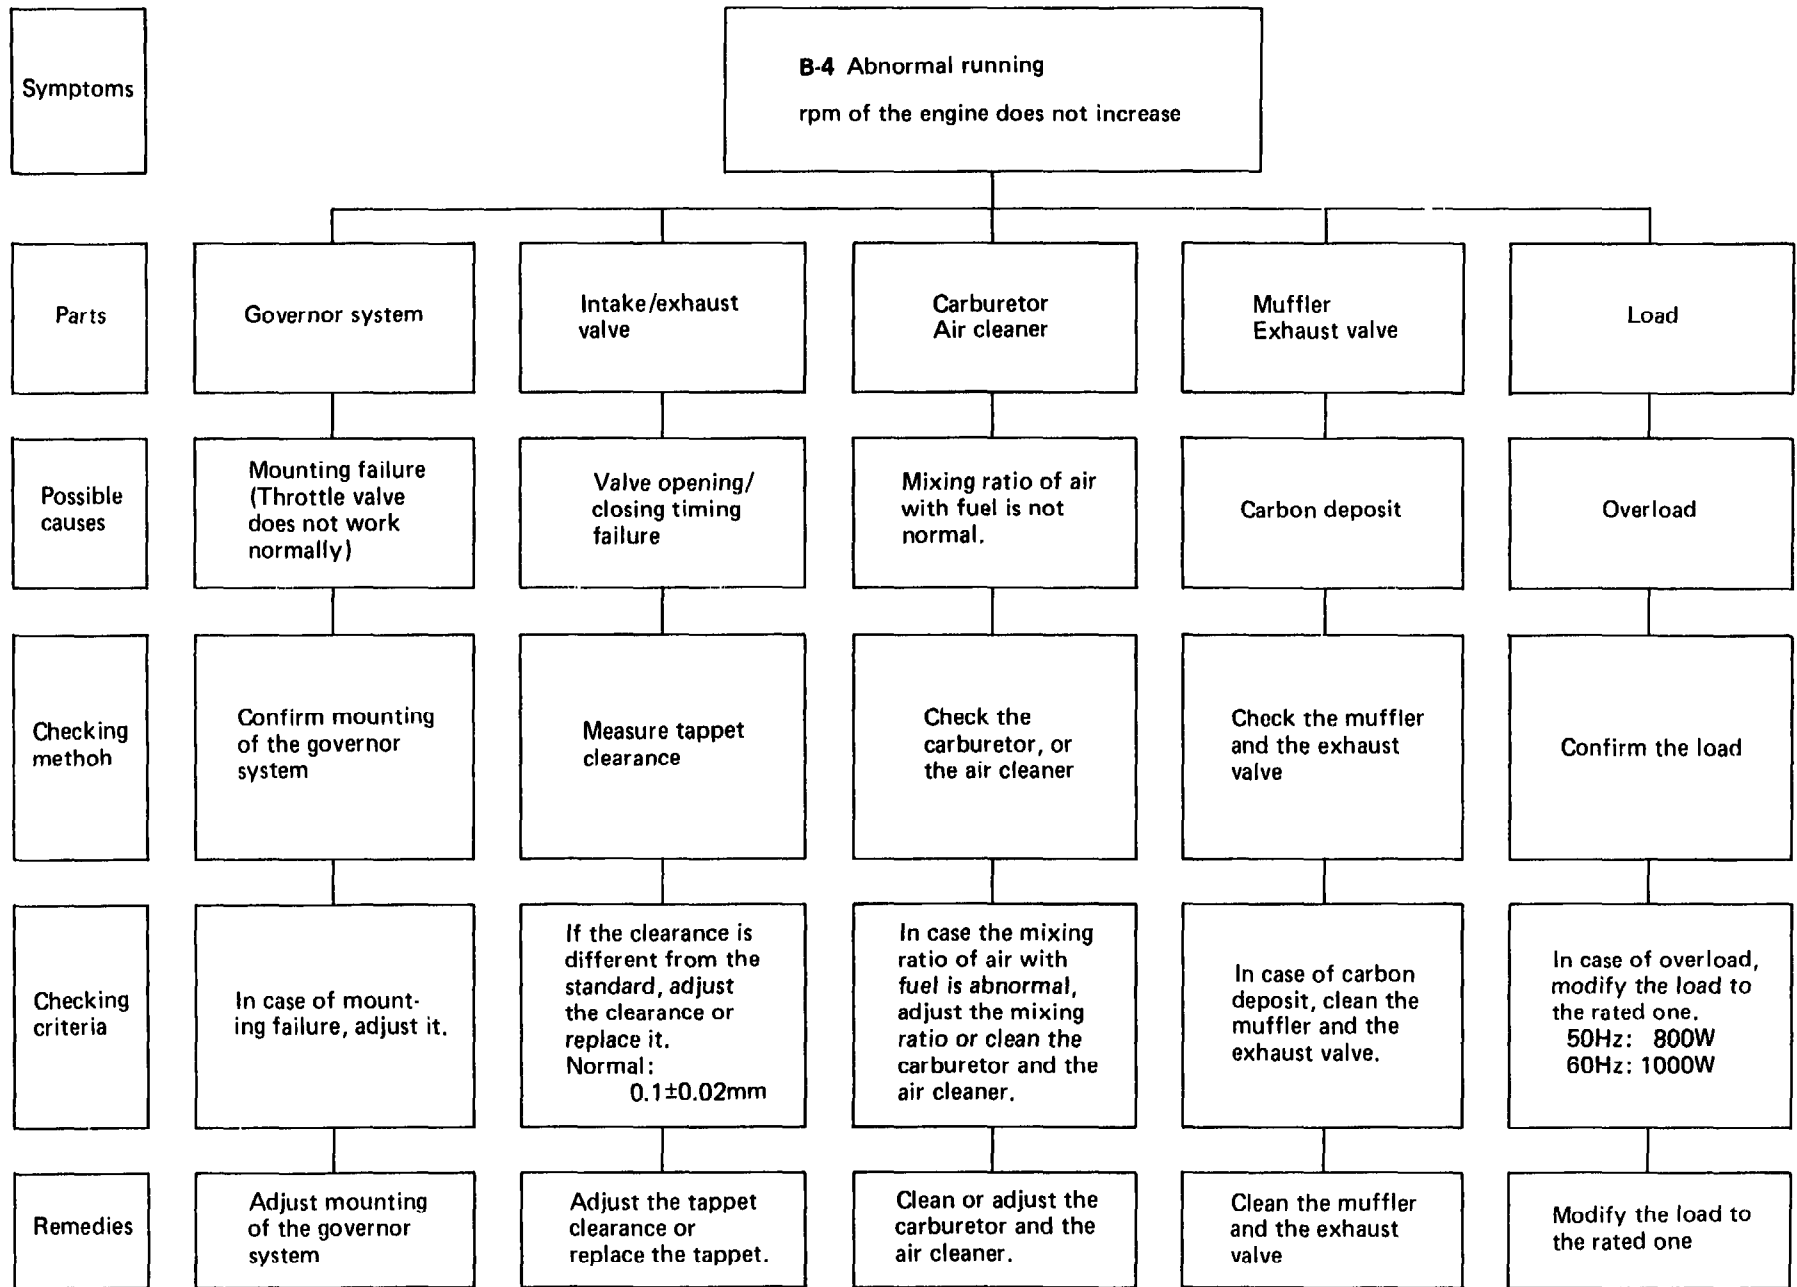 Symptoms
B-4 Abnormal running
rpm of the engine does not increase
Parts
Governor system
Intake/exhaust
valve
Carburetor
Air cleaner
Muffler
Exhaust valve
Load
Possible
causes
Mounting failure
(Throttle valve
does not work
normally)
Valve opening/
closing timing
failure
Mixing ratio of air
with fuel is not
normal.
Carbon deposit
Overload
Checking
methoh
Confirm mounting
of the governor
system
Measure tappet
clearance
Check the
carburetor, or
the air cleaner
Check the muffler
and the exhaust
valve
Confirm the load
Checking
criteria
In case of mount-
ing failure, adjust it.
If the clearance is
different from the
standard, adjust
the clearance or
replace it.
Normal:
0.1±0.02mm
In case the mixing
ratio of air with
fuel is abnormal,
adjust the mixing
ratio or clean the
carburetor and the
air cleaner.
In case of carbon
deposit, clean the
muffler and the
exhaust valve.
In case of overload,
modify the load to
the rated one.
50Hz: 800W
60Hz: 1000W
Remedies
Adjust mounting
of the governor
system
Adjust the tappet
clearance or
replace the tappet.
Clean or adjust the
carburetor and the
air cleaner.
Clean the muffler
and the exhaust
valve
Modify the load to
the rated one